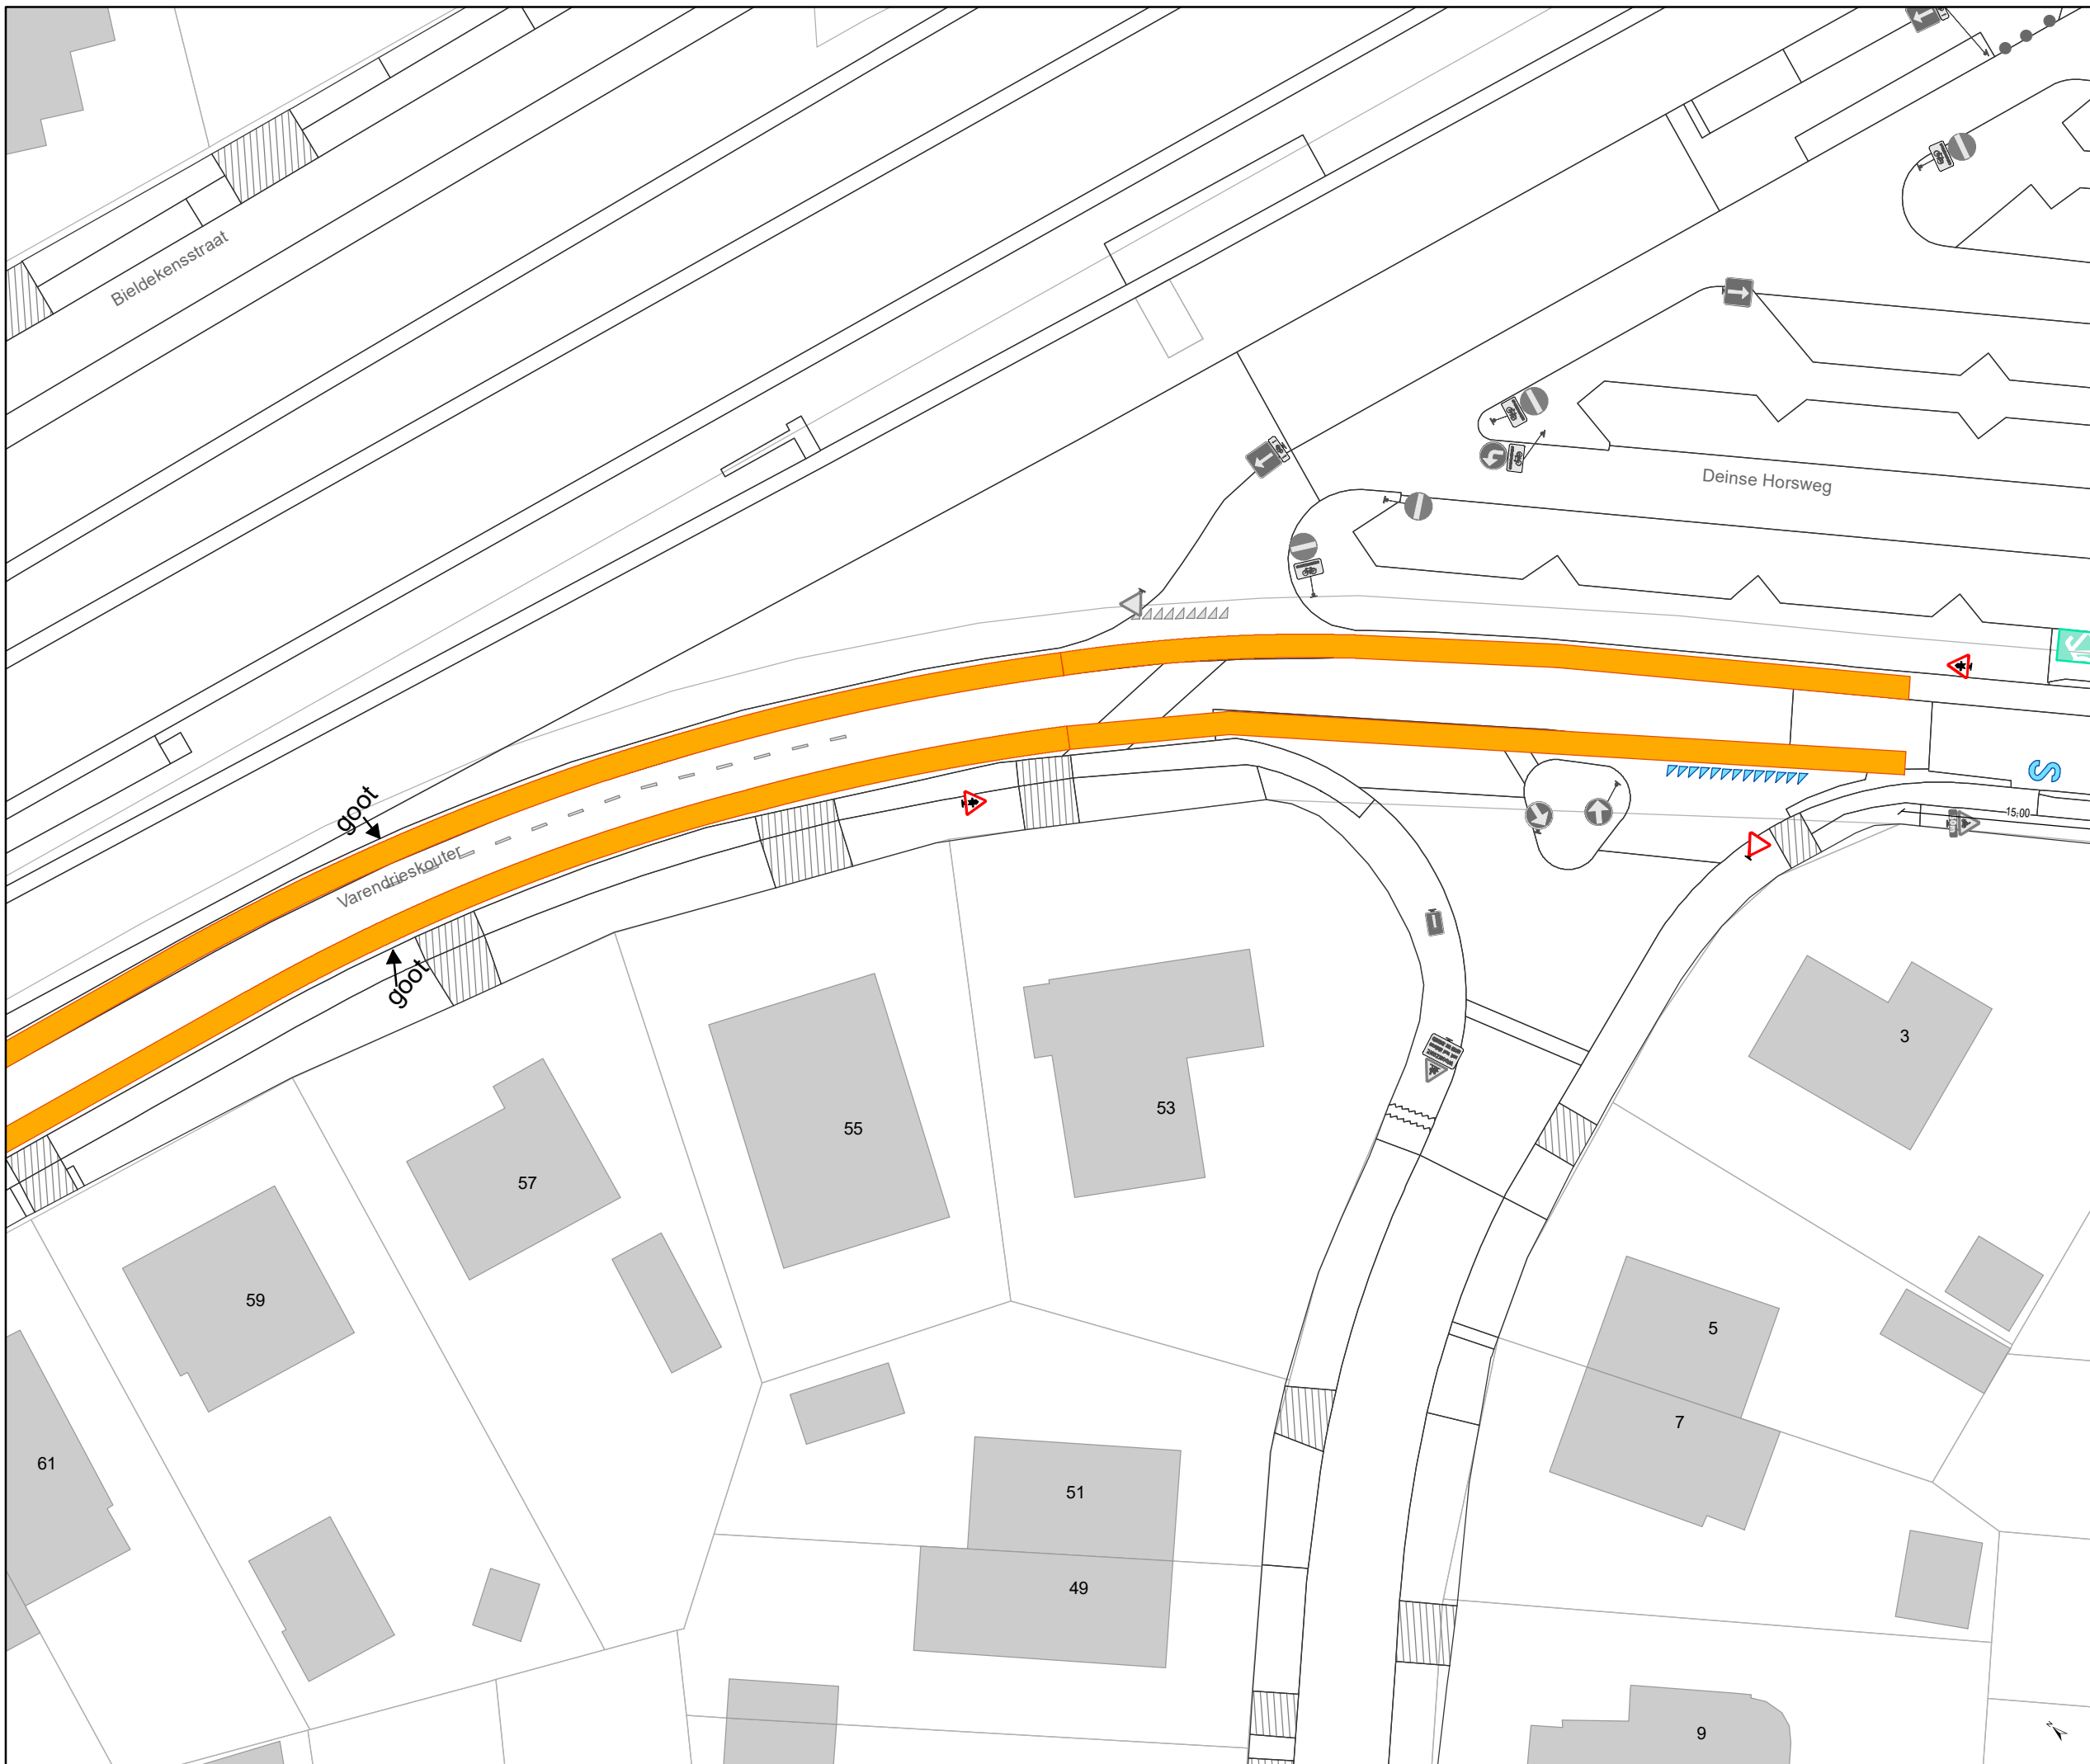 Bieldekensstraat
Deinse Horsweg
goot
Varendrieskouter
S
15,00
goot
3
53
55
57
59
5
7
61
51
49
9
N